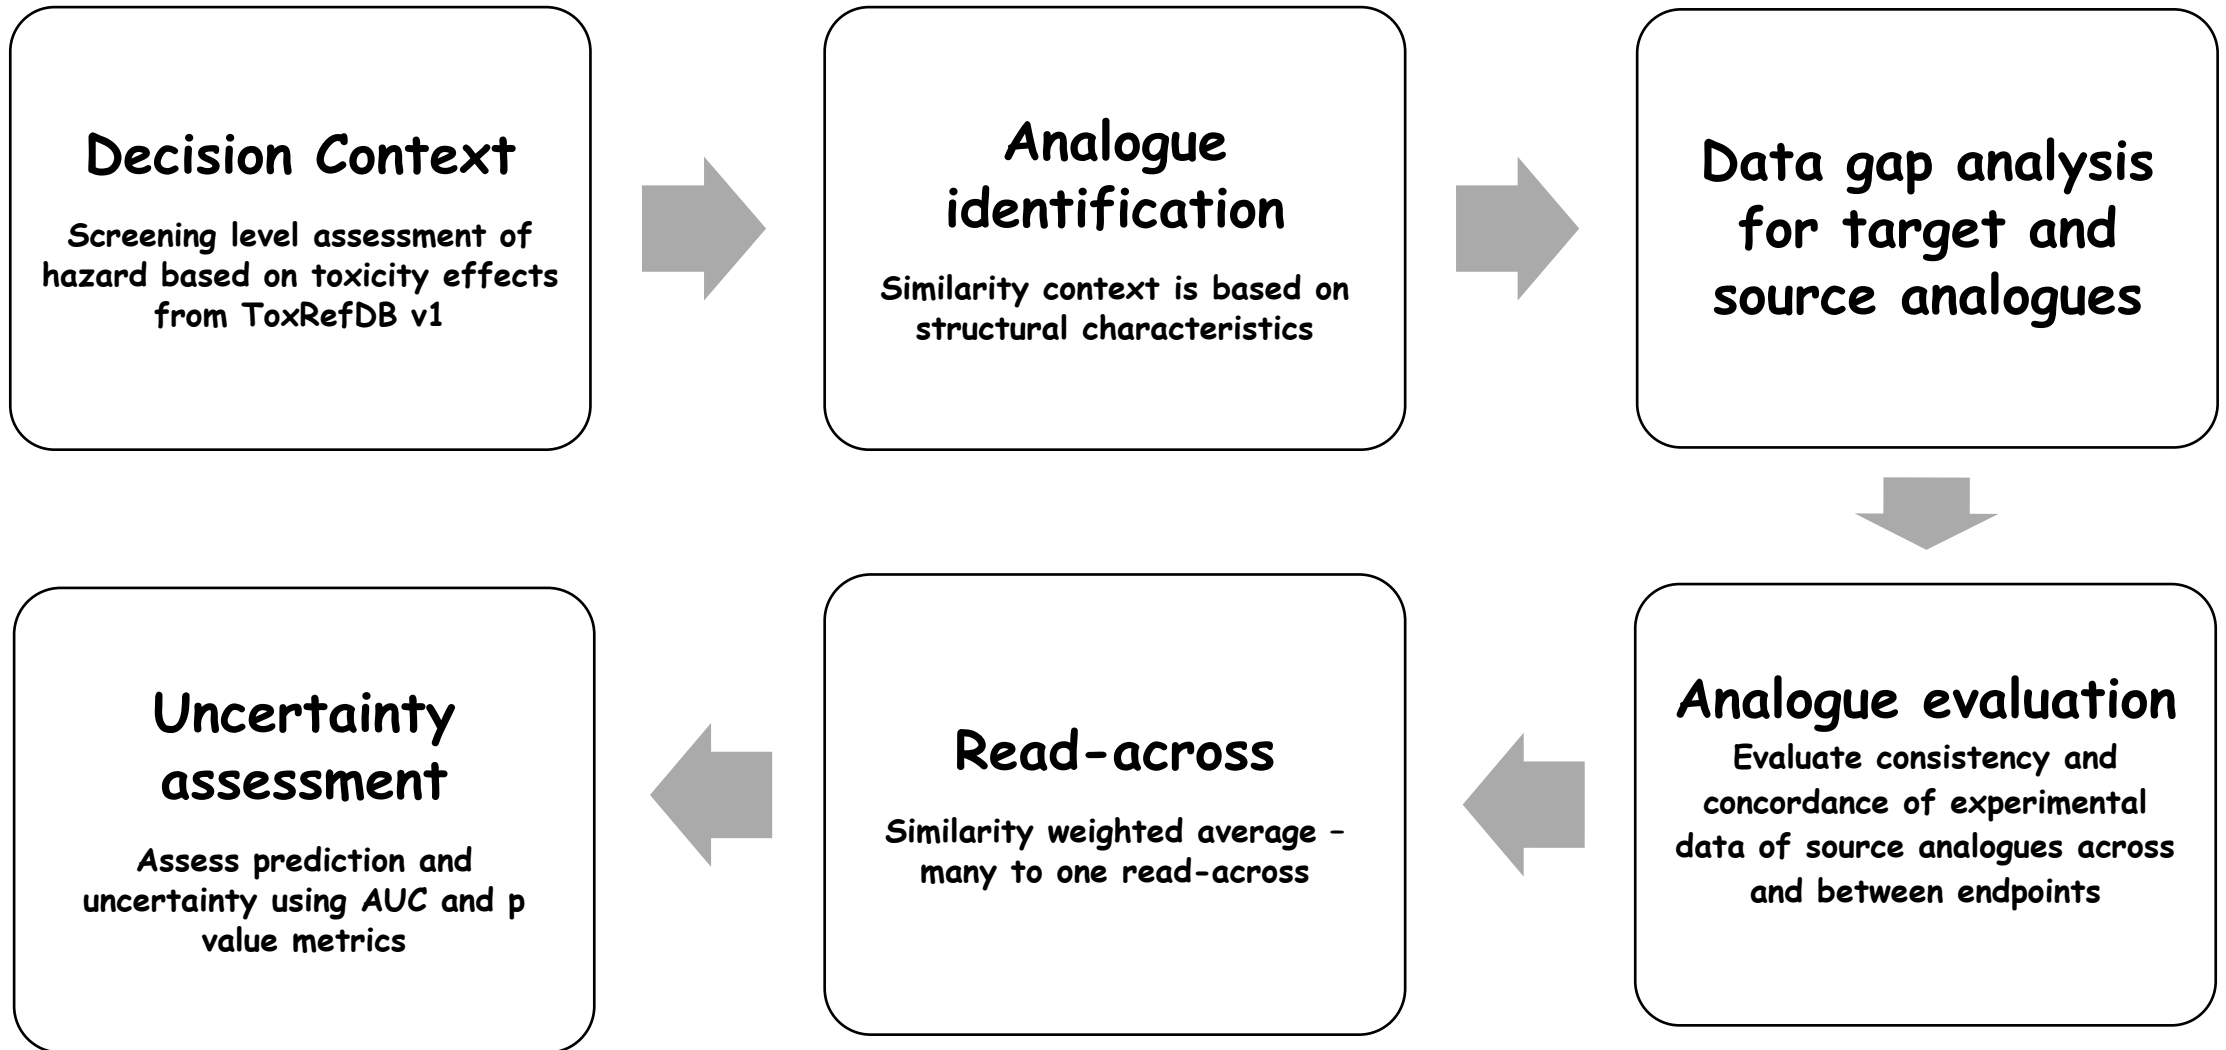 Decision Context
Screening level assessment of
hazard based on toxicity effects
from ToxRefDB v1
Analogue
identification
Similarity context is based on
structural characteristics
Data gap analysis
for target and
source analogues
Analogue evaluation
Evaluate consistency and
concordance of experimental
data of source analogues across
and between endpoints
Read-across
Similarity weighted average –
many to one read-across
Uncertainty
assessment
Assess prediction and
uncertainty using AUC and p
value metrics